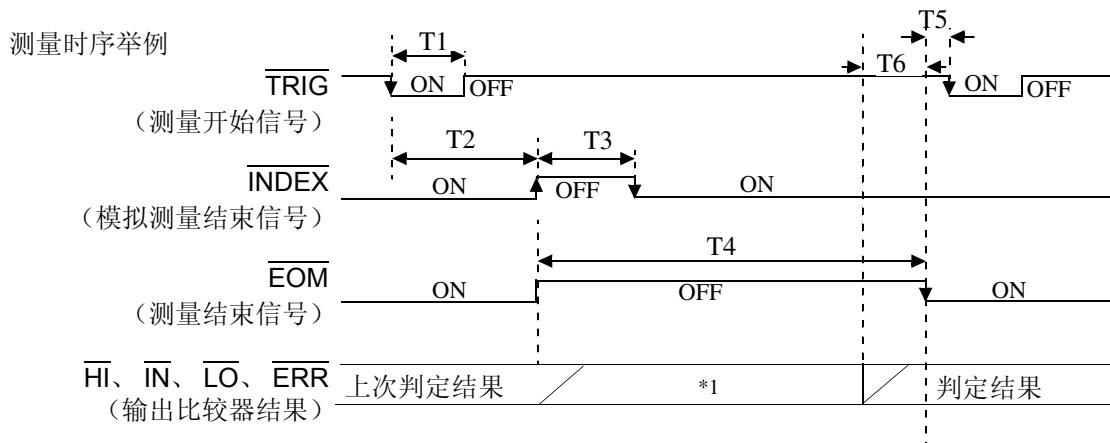 测量时序举例
T1
T5
T6
TRIG
ON
OFF
ON
OFF
（测量开始信号）
T2
T3
INDEX
ON
OFF
ON
（模拟测量结束信号）
T4
EOM
ON
OFF
ON
（测量结束信号）
HI、IN、LO、ERR
上次判定结果
*1
判定结果
（输出比较器结果）